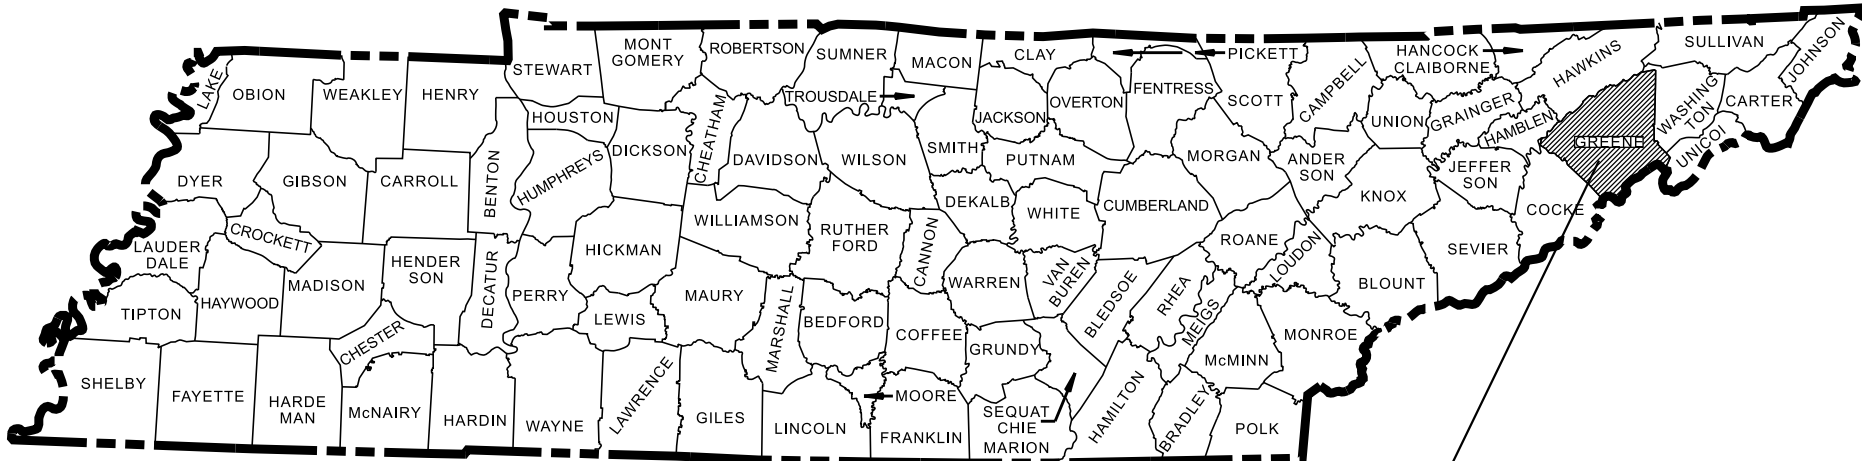 LAKE
OBION
WEAKLEY
HENRY
STEWART
MONT
GOMERY
ROBERTSON
SUMNER
MACON
CLAY
PICKETT
HANCOCK
CLAIBORNE
HAWKINS
SULLIVAN
JOHNSON
TROUSDALE
HOUSTON
CHEATHAM
JACKSON
OVERTON
FENTRESS
SCOTT
CAMPBELL
UNION
GRAINGER
HAMBLEN
GREENE
WASHING
TON
CARTER
UNICOI
DYER
GIBSON
CARROLL
BENTON
HUMPHREYS
DICKSON
DAVIDSON
WILSON
SMITH
PUTNAM
MORGAN
ANDER
SON
KNOX
JEFFER
SON
COCKE
LAUDER
DALE
CROCKETT
WILLIAMSON
RUTHER
FORD
CANNON
DEKALB
WHITE
CUMBERLAND
ROANE
LOUDON
SEVIER
BLOUNT
TIPTON
HAYWOOD
MADISON
HENDER
SON
DECATUR
PERRY
HICKMAN
LEWIS
MAURY
MARSHALL
BEDFORD
COFFEE
WARREN
VAN
BUREN
BLEDSOE
RHEA
MEIGS
MONROE
McMINN
SHELBY
FAYETTE
HARDE
MAN
CHESTER
McNAIRY
HARDIN
WAYNE
LAWRENCE
GILES
LINCOLN
MOORE
FRANKLIN
GRUNDY
SEQUAT
CHIE
MARION
HAMILTON
BRADLEY
POLK